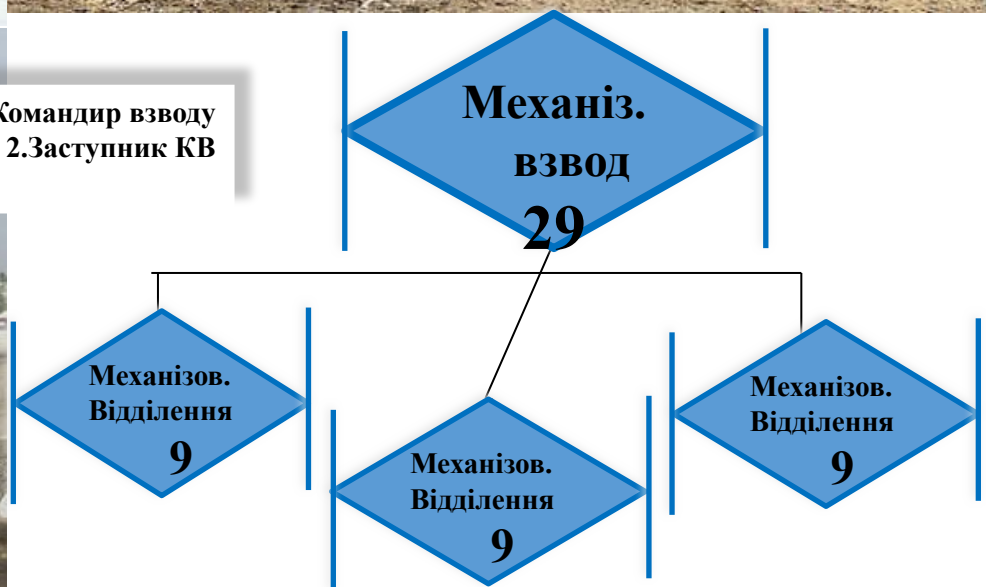 Командир взводу
2.Заступник КВ
Механіз.
взвод
29
Механізов.
Відділення
9
Механізов.
Відділення
9
Механізов.
Відділення
9